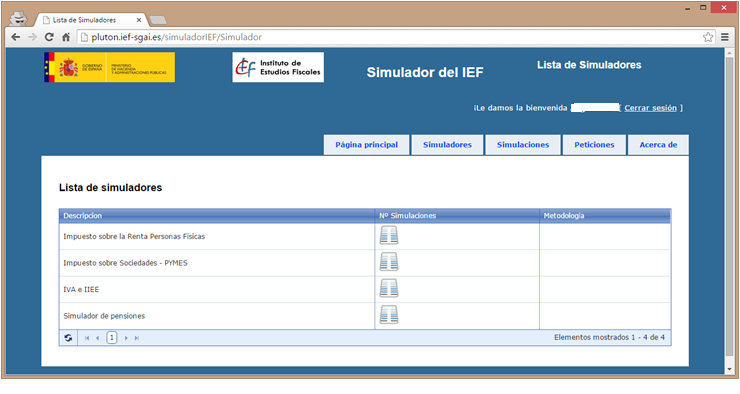 Lista de Simuladores
pluton.ief-sgai.es/simuladorIEF/Simulador
GOBIERNO DE ESPAÑA
MINISTERIO DE HACIENDA Y ADMINISTRACIONES PÚBLICAS
Instituto de
Estudios Fiscales
Simulador del IEF
Lista de Simuladores
¡Le damos la bienvenida [ Cerrar sesión ]
Página principal Simuladores Simulaciones Peticiones Acerca de
Lista de simuladores
Descripcion Nº Simulaciones Metodología
Impuesto sobre la Renta Personas Físicas
Impuesto sobre Sociedades - PYMES
IVA e IIEE
Simulador de pensiones
1 Elementos mostrados 1 - 4 de 4